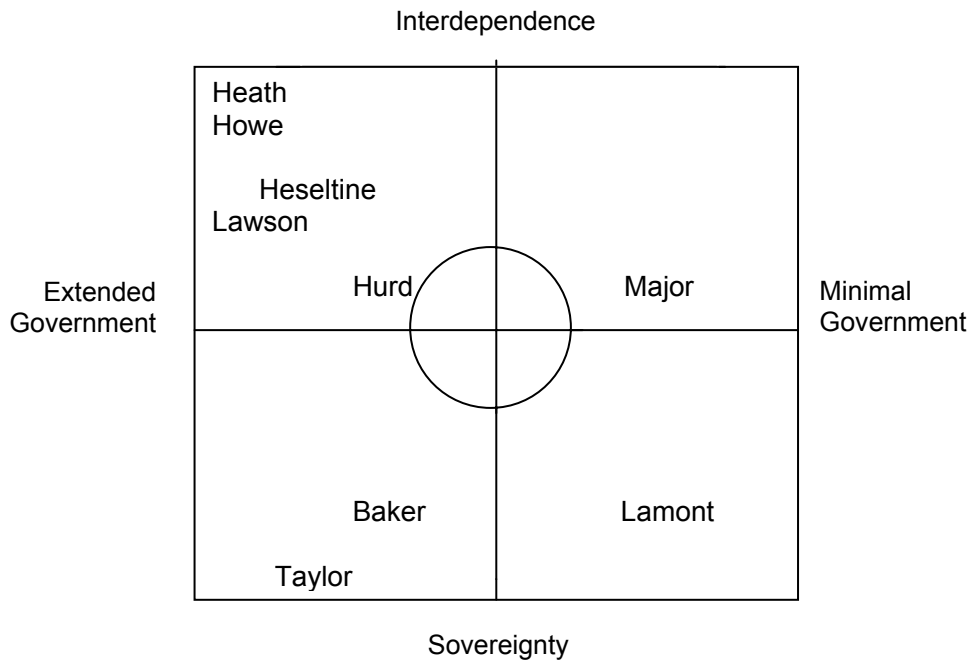 Interdependence
Heath
Howe
Heseltine
Lawson
Hurd
Major
Extended
Government
Minimal
Government
Baker
Lamont
Taylor
Sovereignty